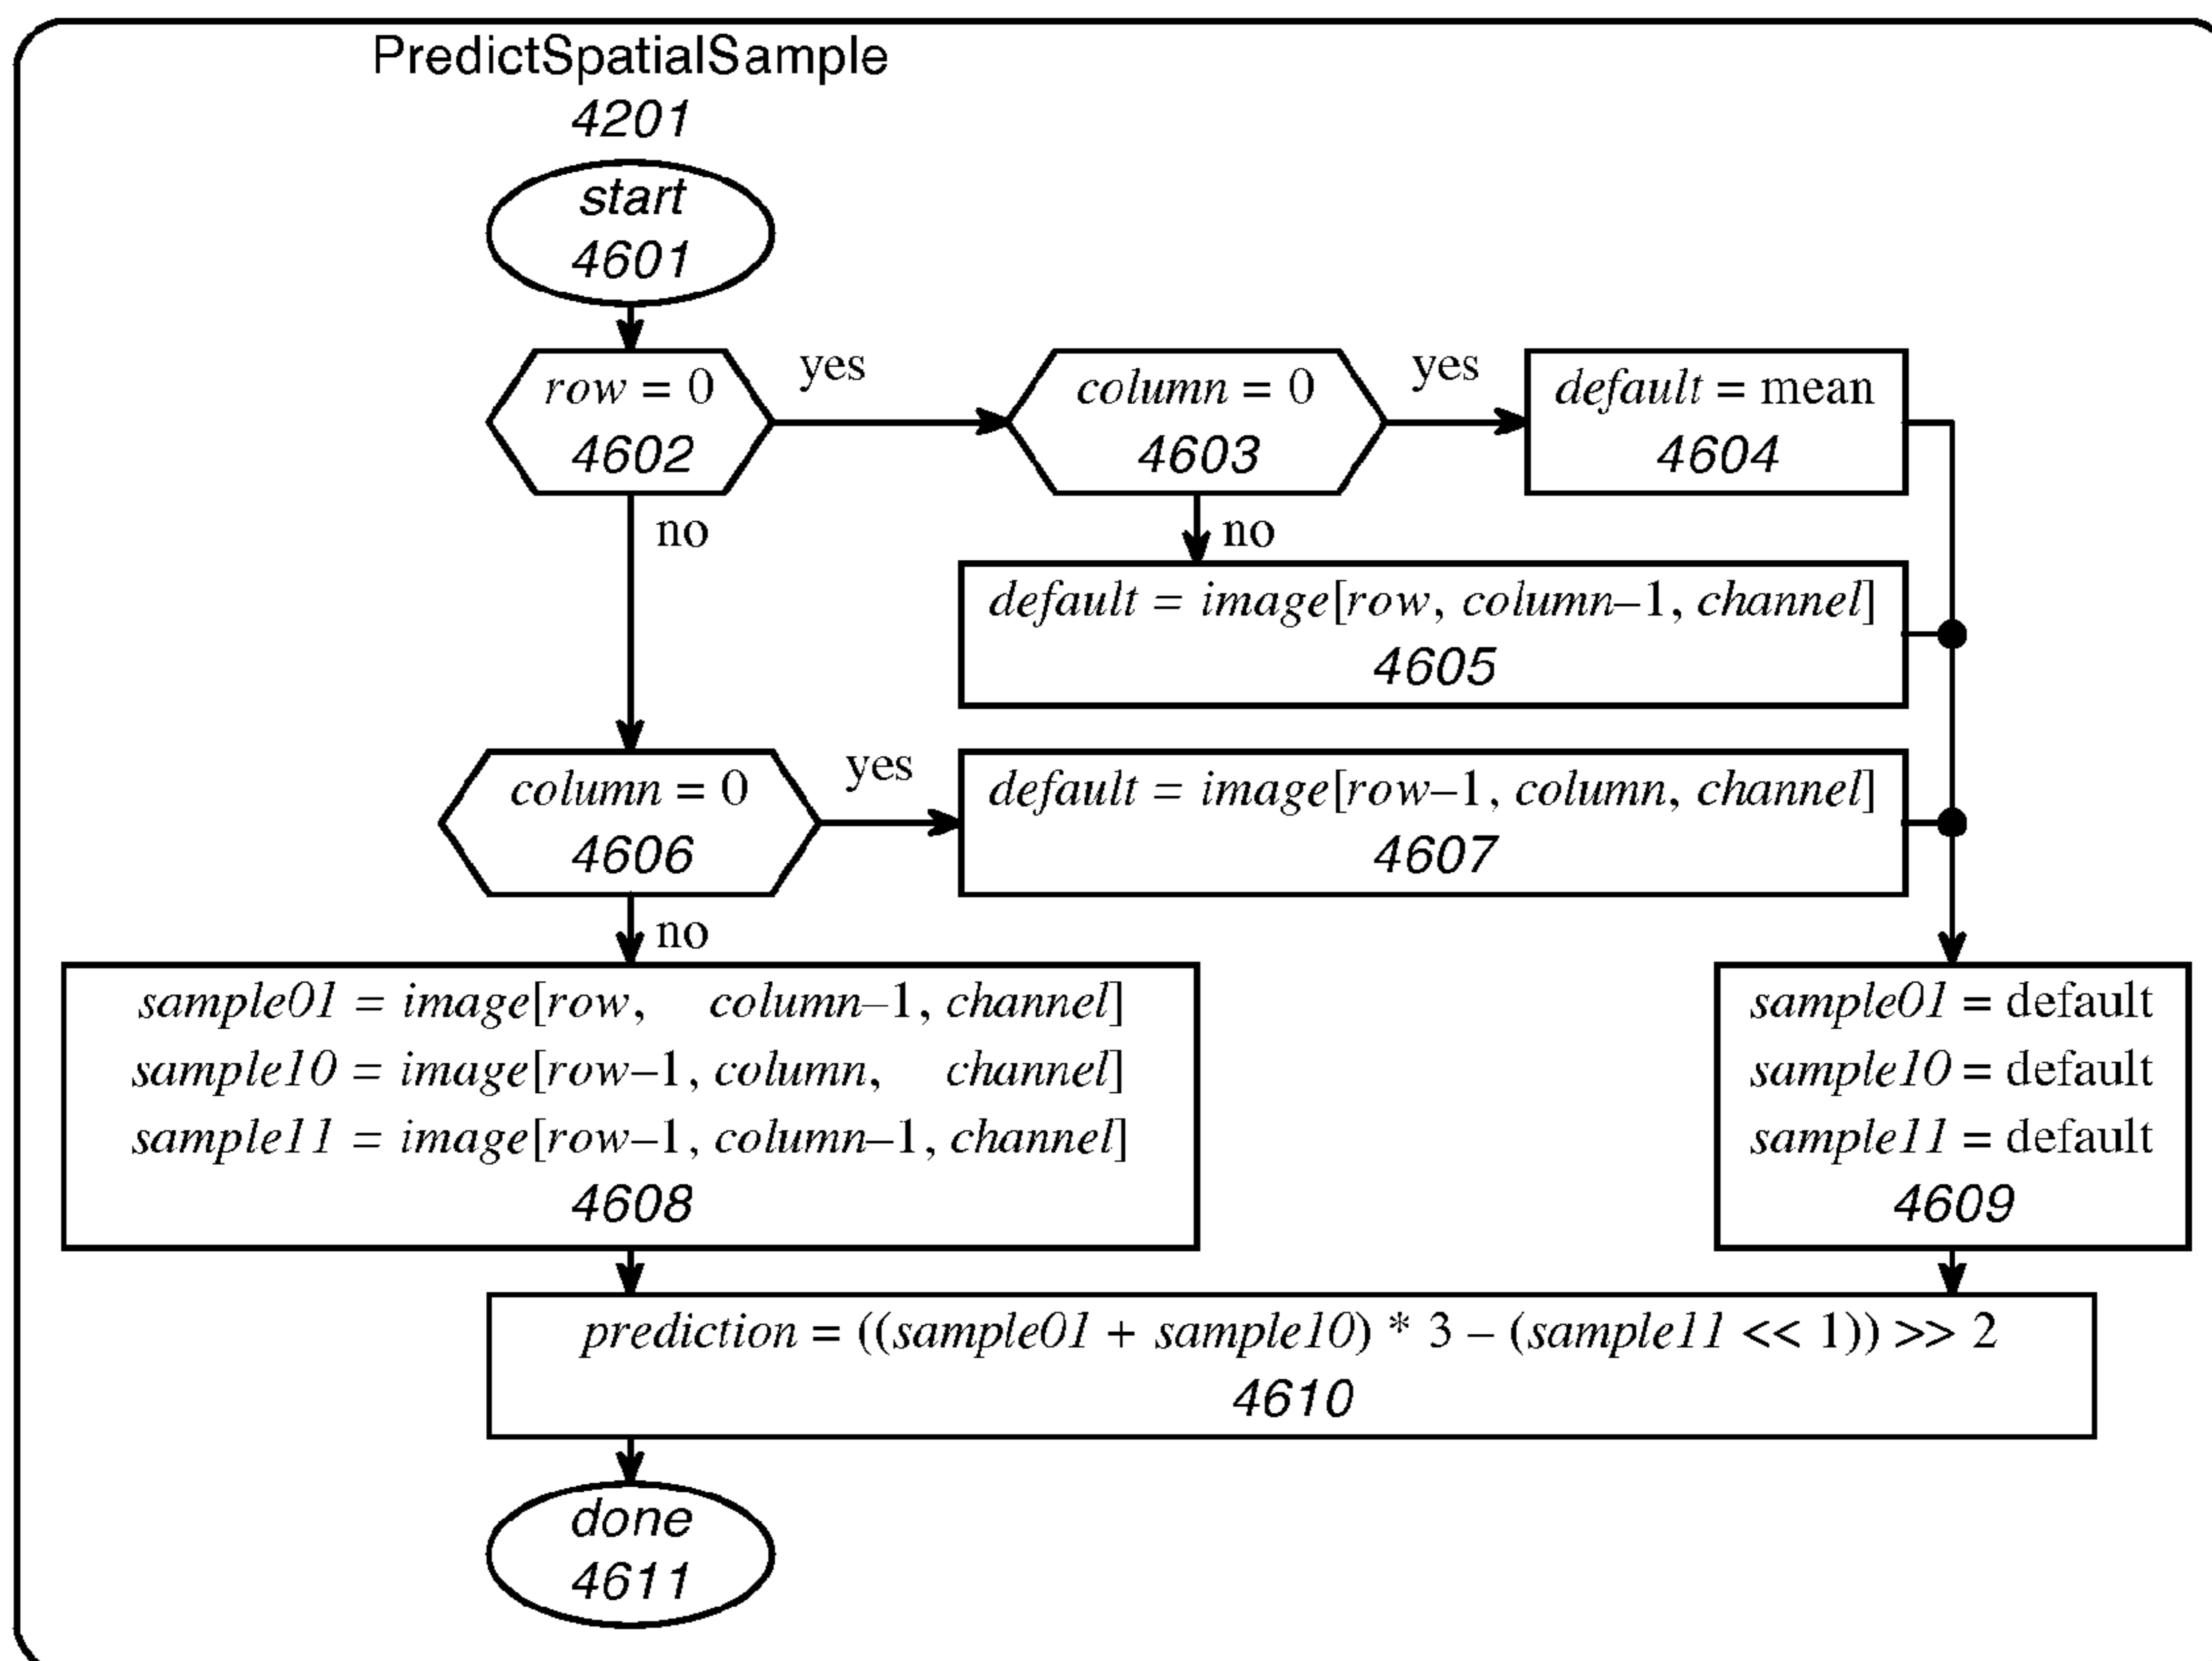 PredictSpatialSample
4201
start
4601
row = 0
4602
yes
column = 0
4603
yes
default = mean
4604
no
no
default = image[row, column–1, channel]
4605
column = 0
4606
yes
default = image[row–1, column, channel]
4607
no
sample01 = image[row, column–1, channel]
sample10 = image[row–1, column, channel]
sample11 = image[row–1, column–1, channel]
4608
sample01 = default
sample10 = default
sample11 = default
4609
prediction = ((sample01 + sample10) * 3 – (sample11 << 1)) >> 2
4610
done
4611